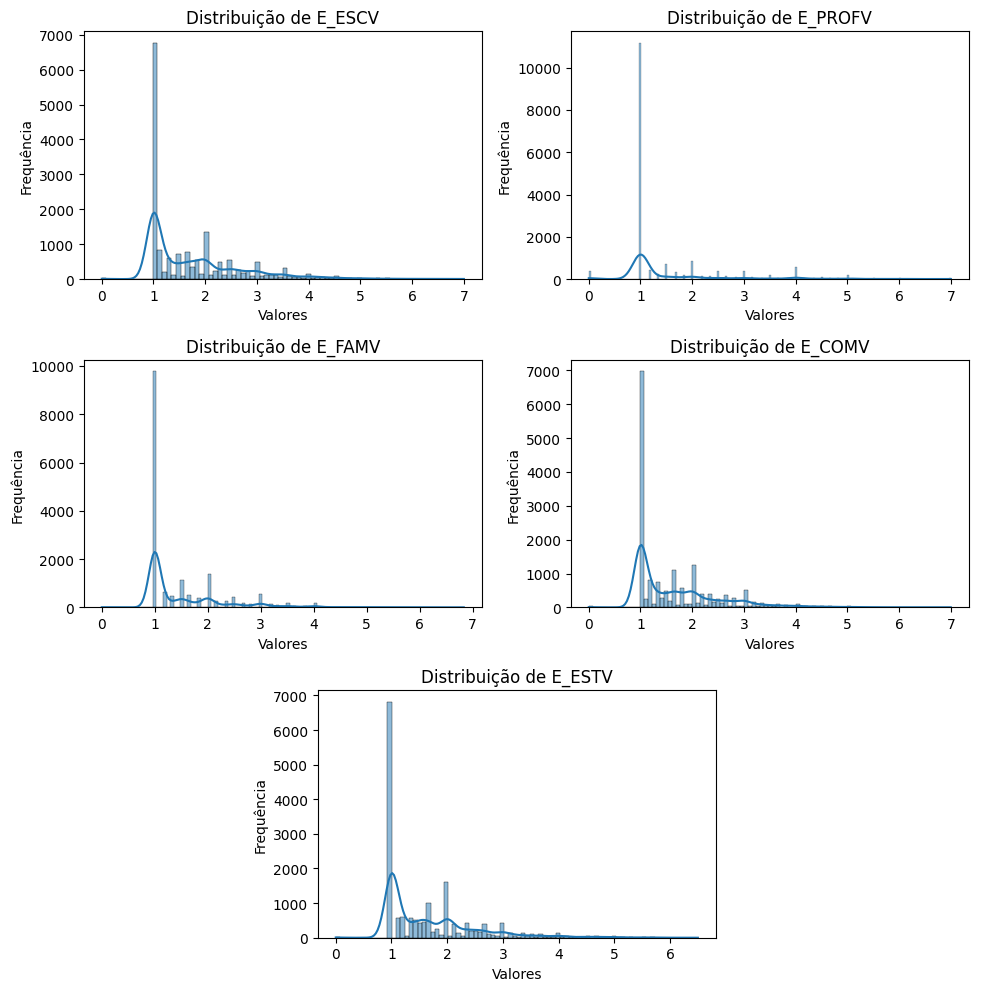 Distribuição de E_ESCV
Frequência
7000
6000
5000
4000
3000
2000
1000
0
0 1 2 3 4 5 6 7
Valores
Distribuição de E_PROFV
Frequência
10000
8000
6000
4000
2000
0
0 1 2 3 4 5 6 7
Valores
Distribuição de E_FAMV
Frequência
10000
8000
6000
4000
2000
0
0 1 2 3 4 5 6 7
Valores
Distribuição de E_COMV
Frequência
7000
6000
5000
4000
3000
2000
1000
0
0 1 2 3 4 5 6 7
Valores
Distribuição de E_ESTV
Frequência
7000
6000
5000
4000
3000
2000
1000
0
0 1 2 3 4 5 6
Valores